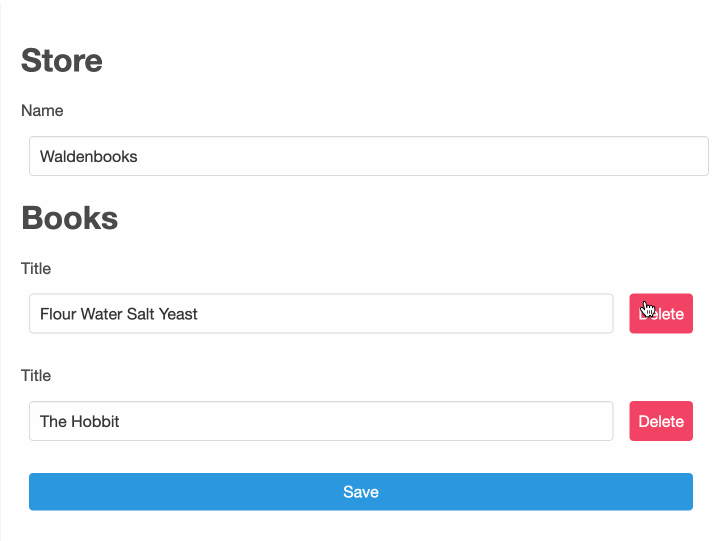 Store
Name
Waldenbooks
Books
Title
Flour Water Salt Yeast
Delete
Title
The Hobbit
Delete
Save